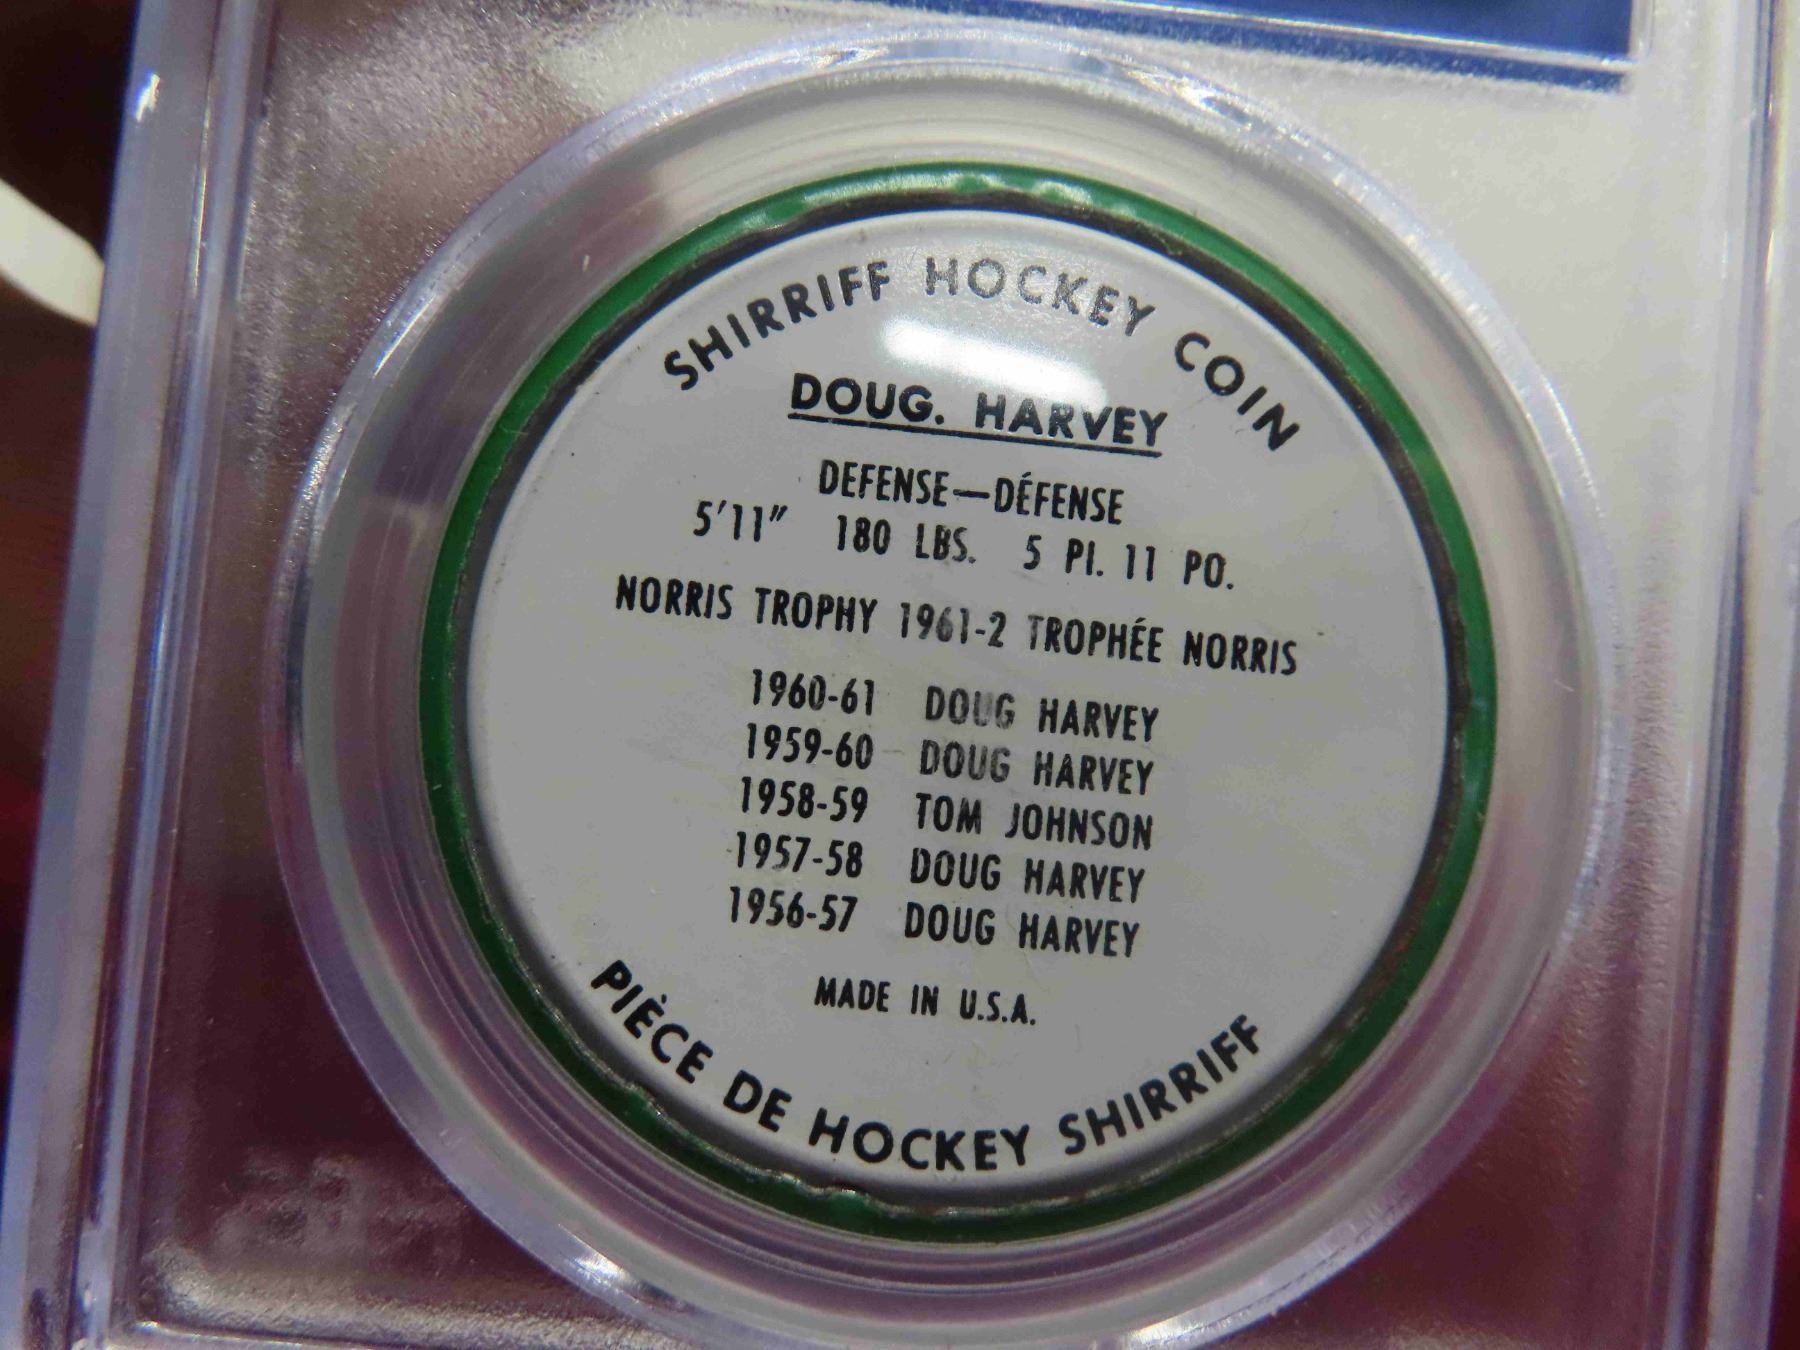 SHIRRIFF HOCKEY COIN
DOUG. HARVEY
DEFENSE—DÉFENSE
5'11" 180 LBS. 5 PI. 11 PO.
NORRIS TROPHY 1961-2 TROPHÉE NORRIS
1960-61 DOUG HARVEY
1959-60 DOUG HARVEY
1958-59 TOM JOHNSON
1957-58 DOUG HARVEY
1956-57 DOUG HARVEY
MADE IN U.S.A.
PIÈCE DE HOCKEY SHIRRIFF